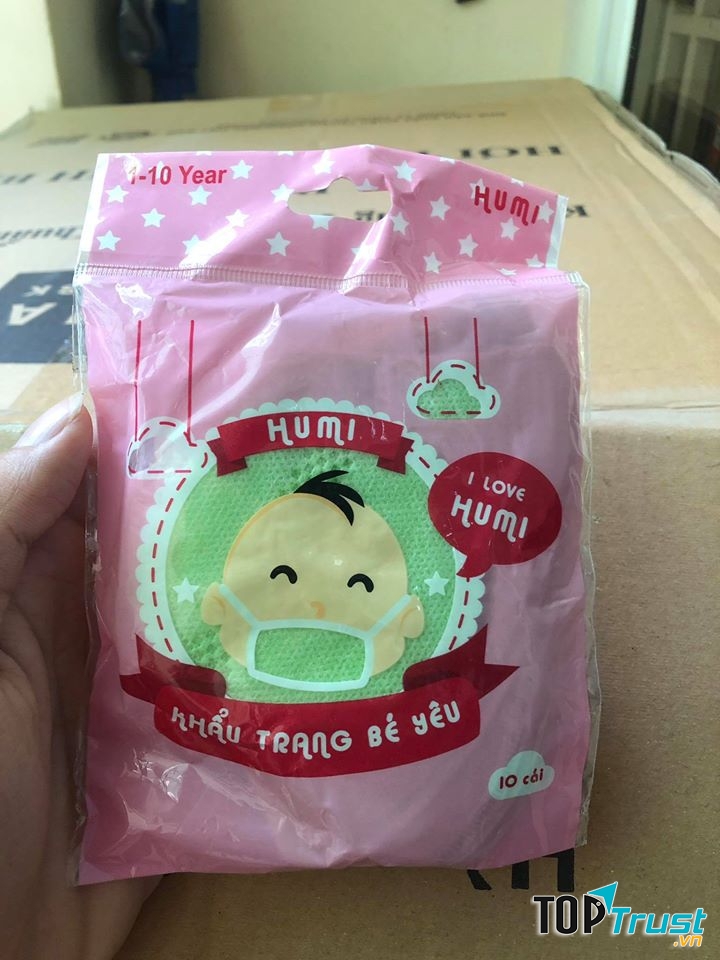 1-10 Year
HUMI
HUMI
I LOVE
HUMI
KHẨU TRANG BÉ YÊU
10 cái
TOPTrust
.vn